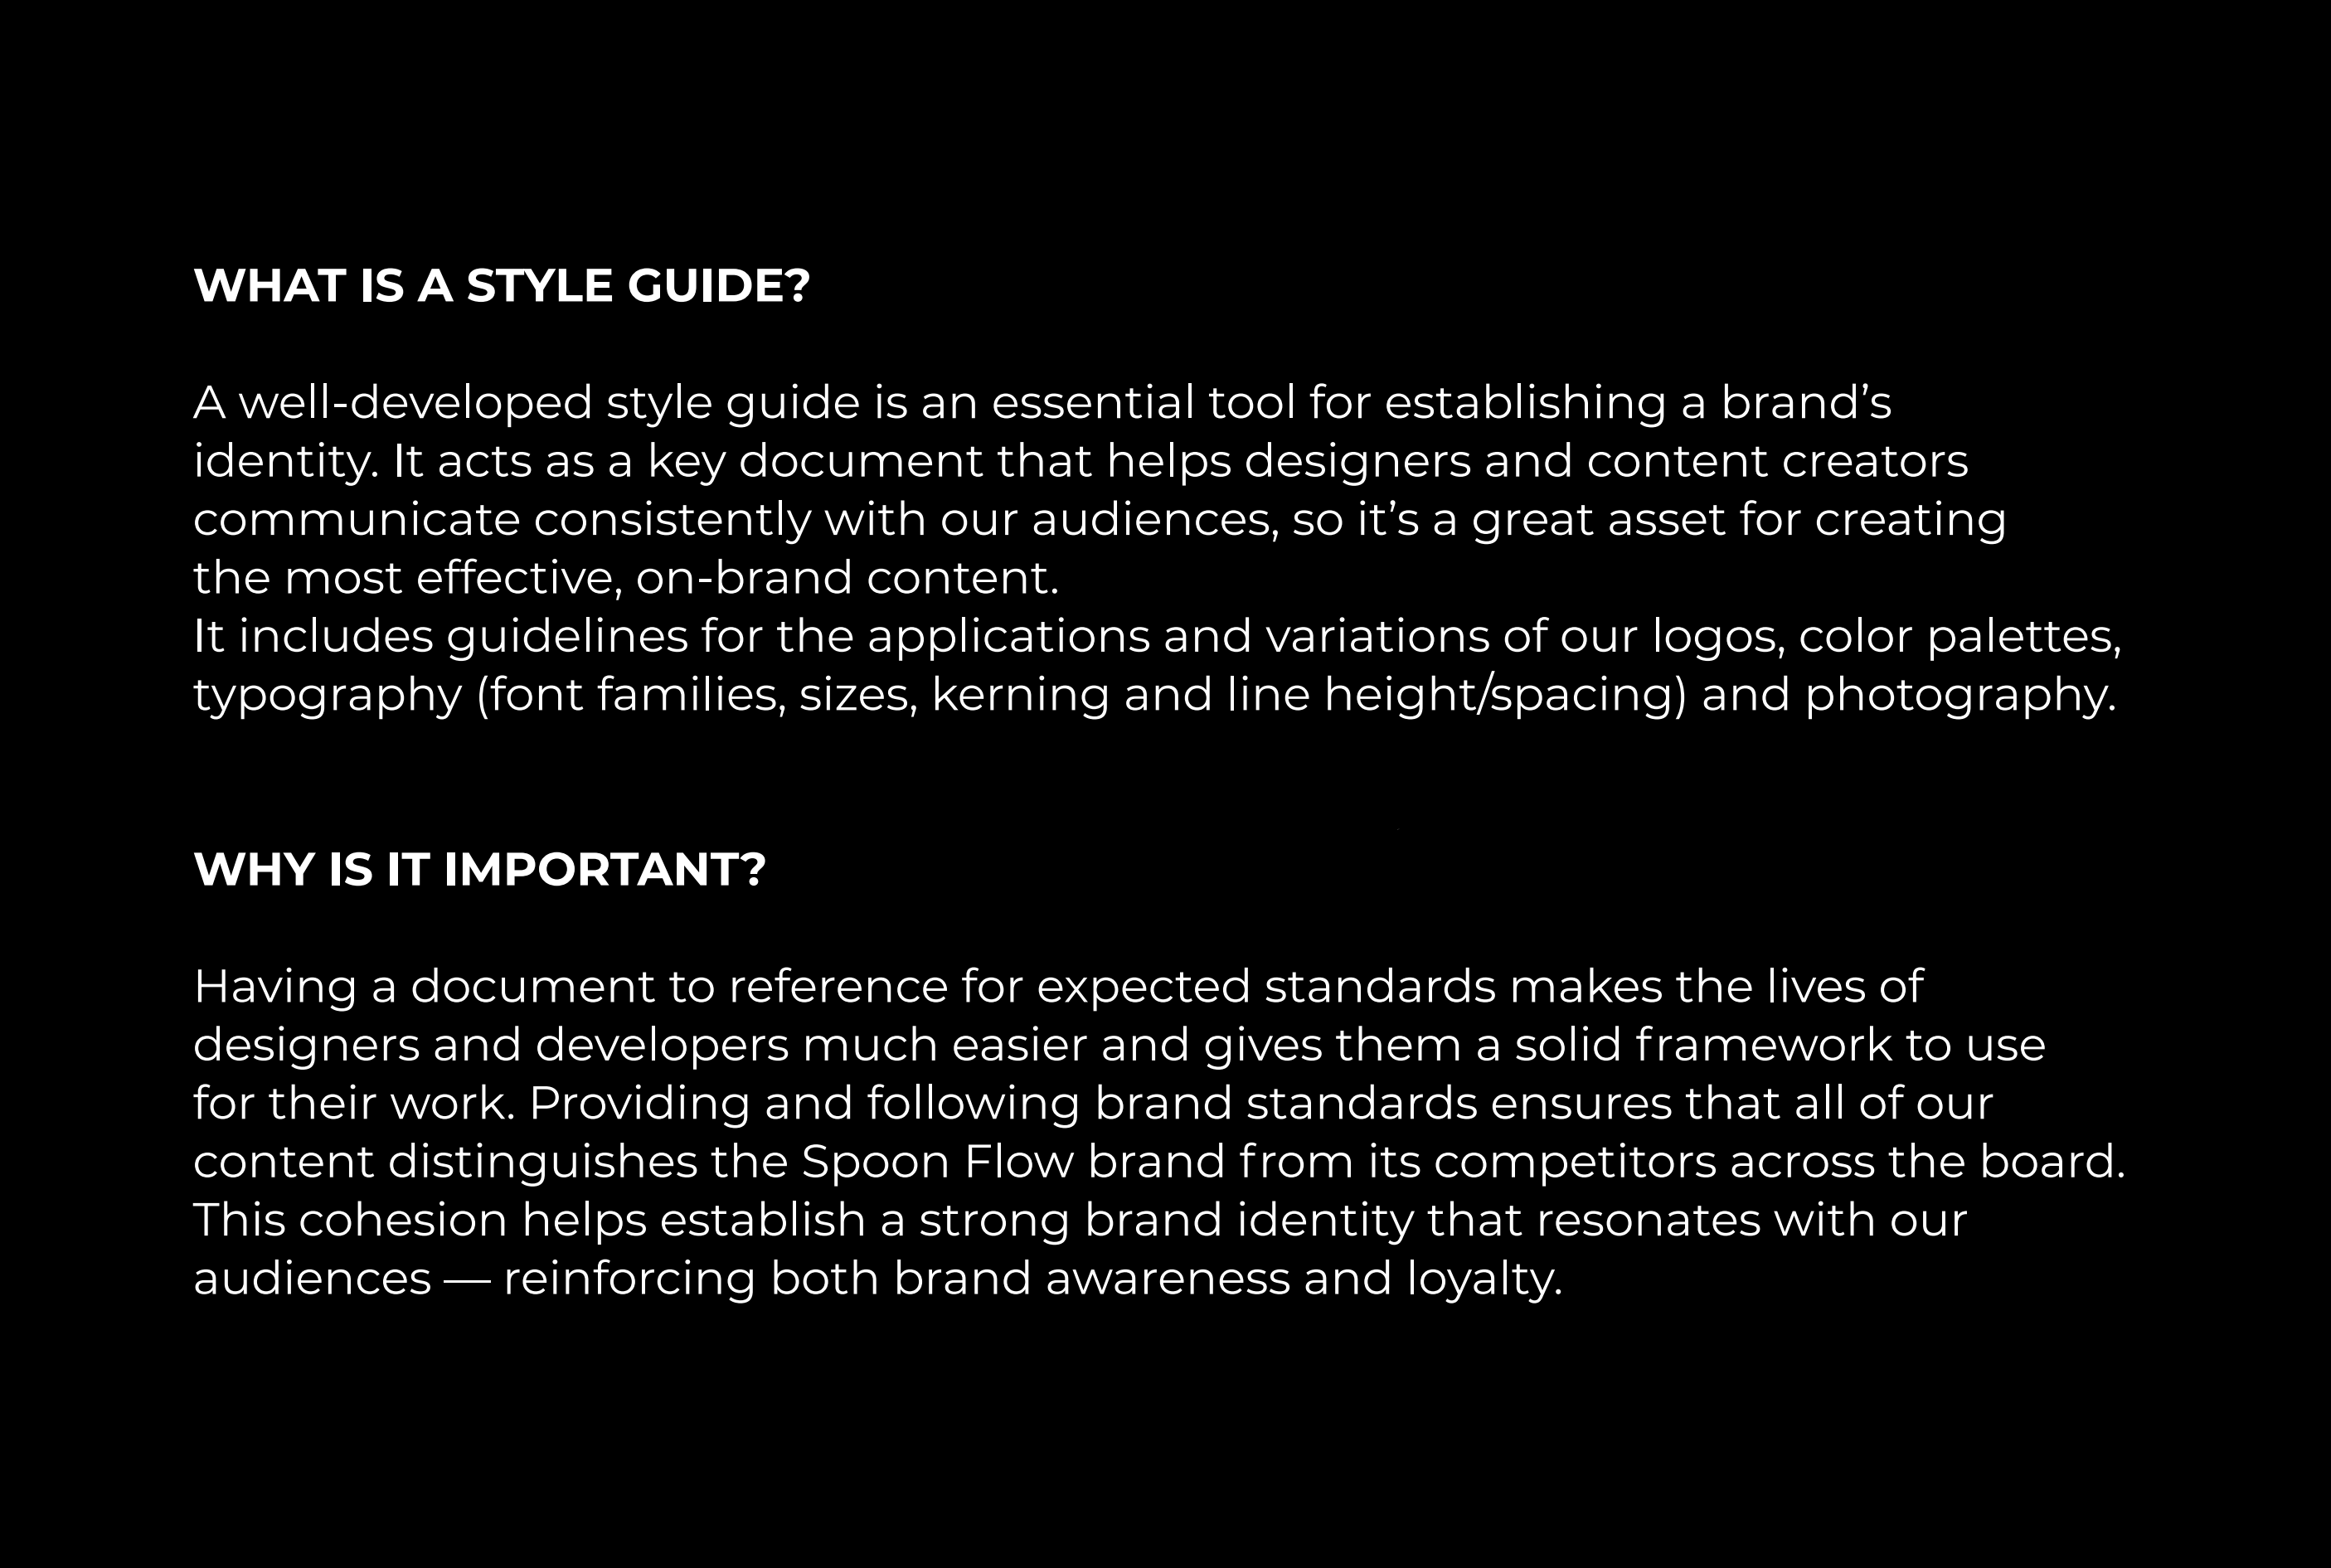 WHAT IS A STYLE GUIDE?
A well-developed style guide is an essential tool for establishing a brand’s
identity. It acts as a key document that helps designers and content creators
communicate consistently with our audiences, so it’s a great asset for creating
the most effective, on-brand content.
It includes guidelines for the applications and variations of our logos, color palettes,
typography (font families, sizes, kerning and line height/spacing) and photography.
WHY IS IT IMPORTANT?
Having a document to reference for expected standards makes the lives of
designers and developers much easier and gives them a solid framework to use
for their work. Providing and following brand standards ensures that all of our
content distinguishes the Spoon Flow brand from its competitors across the board.
This cohesion helps establish a strong brand identity that resonates with our
audiences — reinforcing both brand awareness and loyalty.